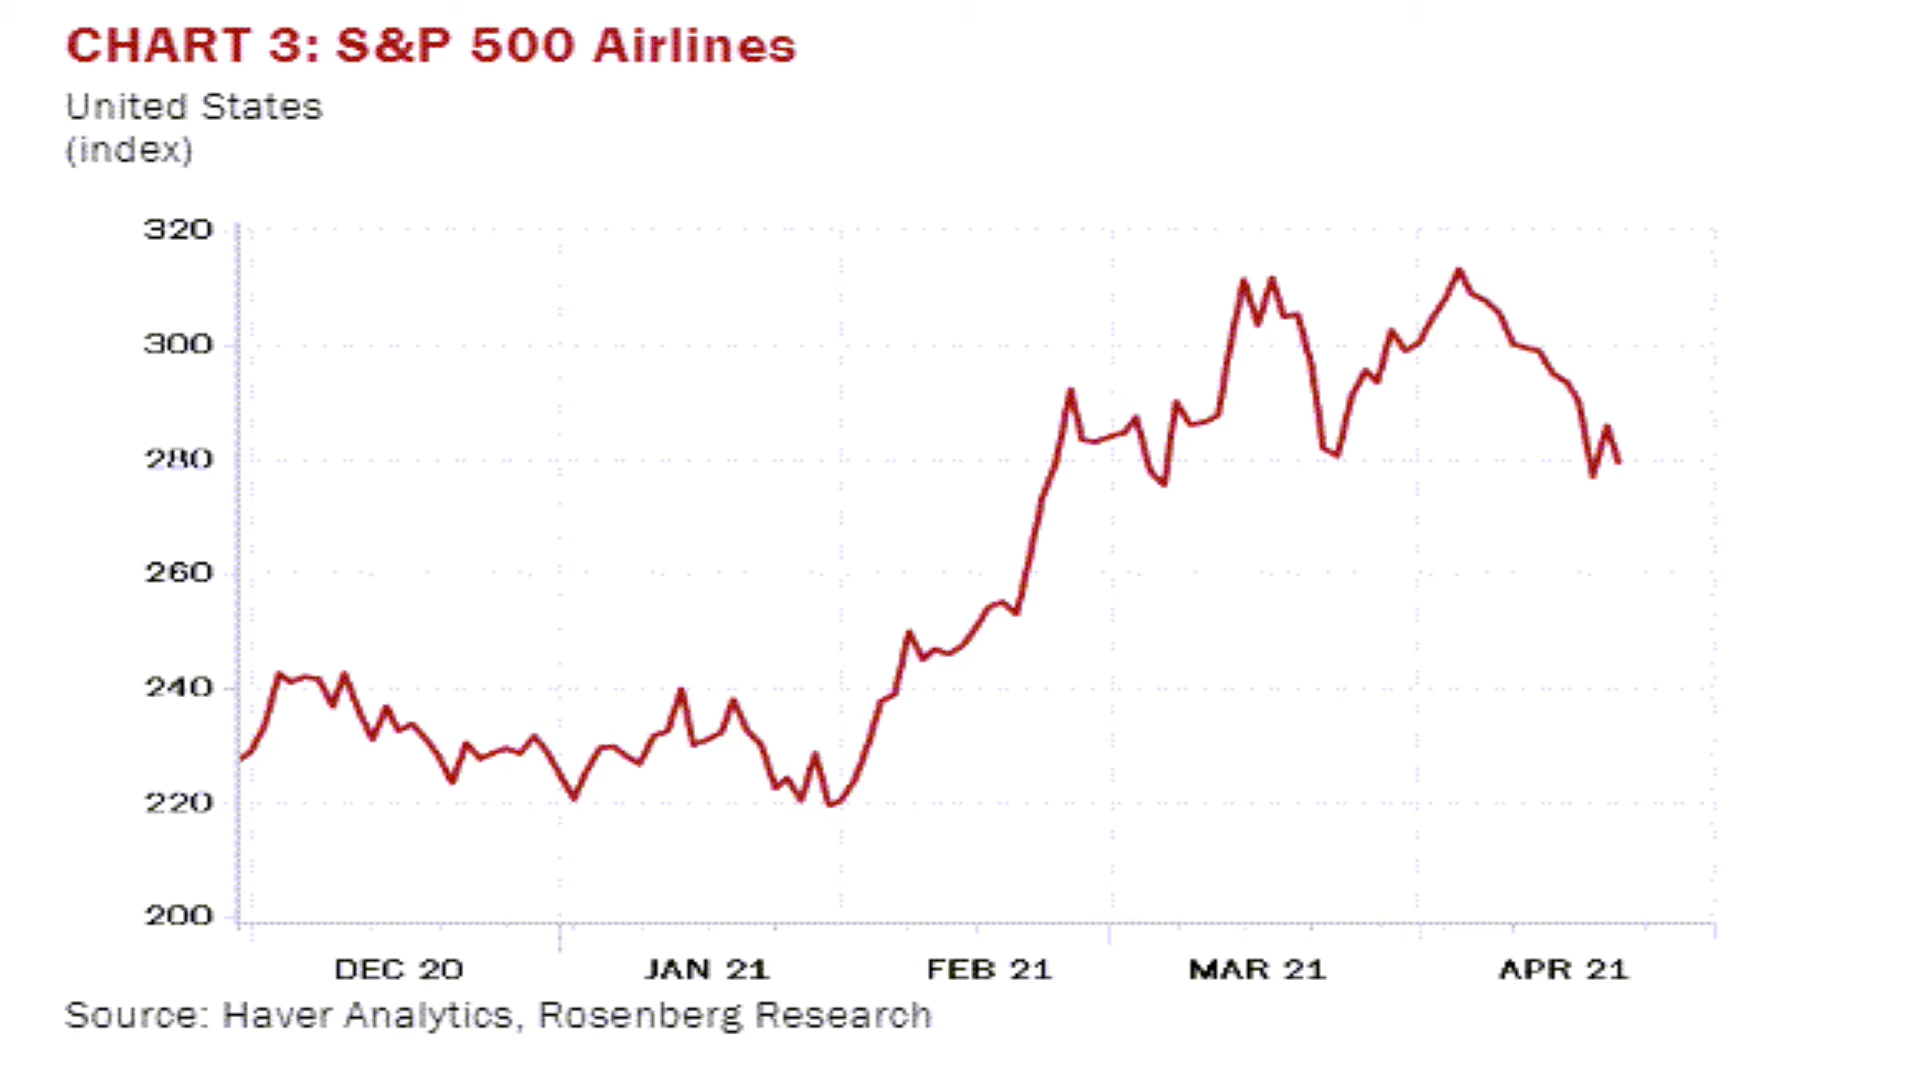 CHART 3: S&P 500 Airlines
United States
(index)
320
300
280
260
240
220
200
DEC 20 JAN 21 FEB 21 MAR 21 APR 21
Source: Haver Analytics, Rosenberg Research